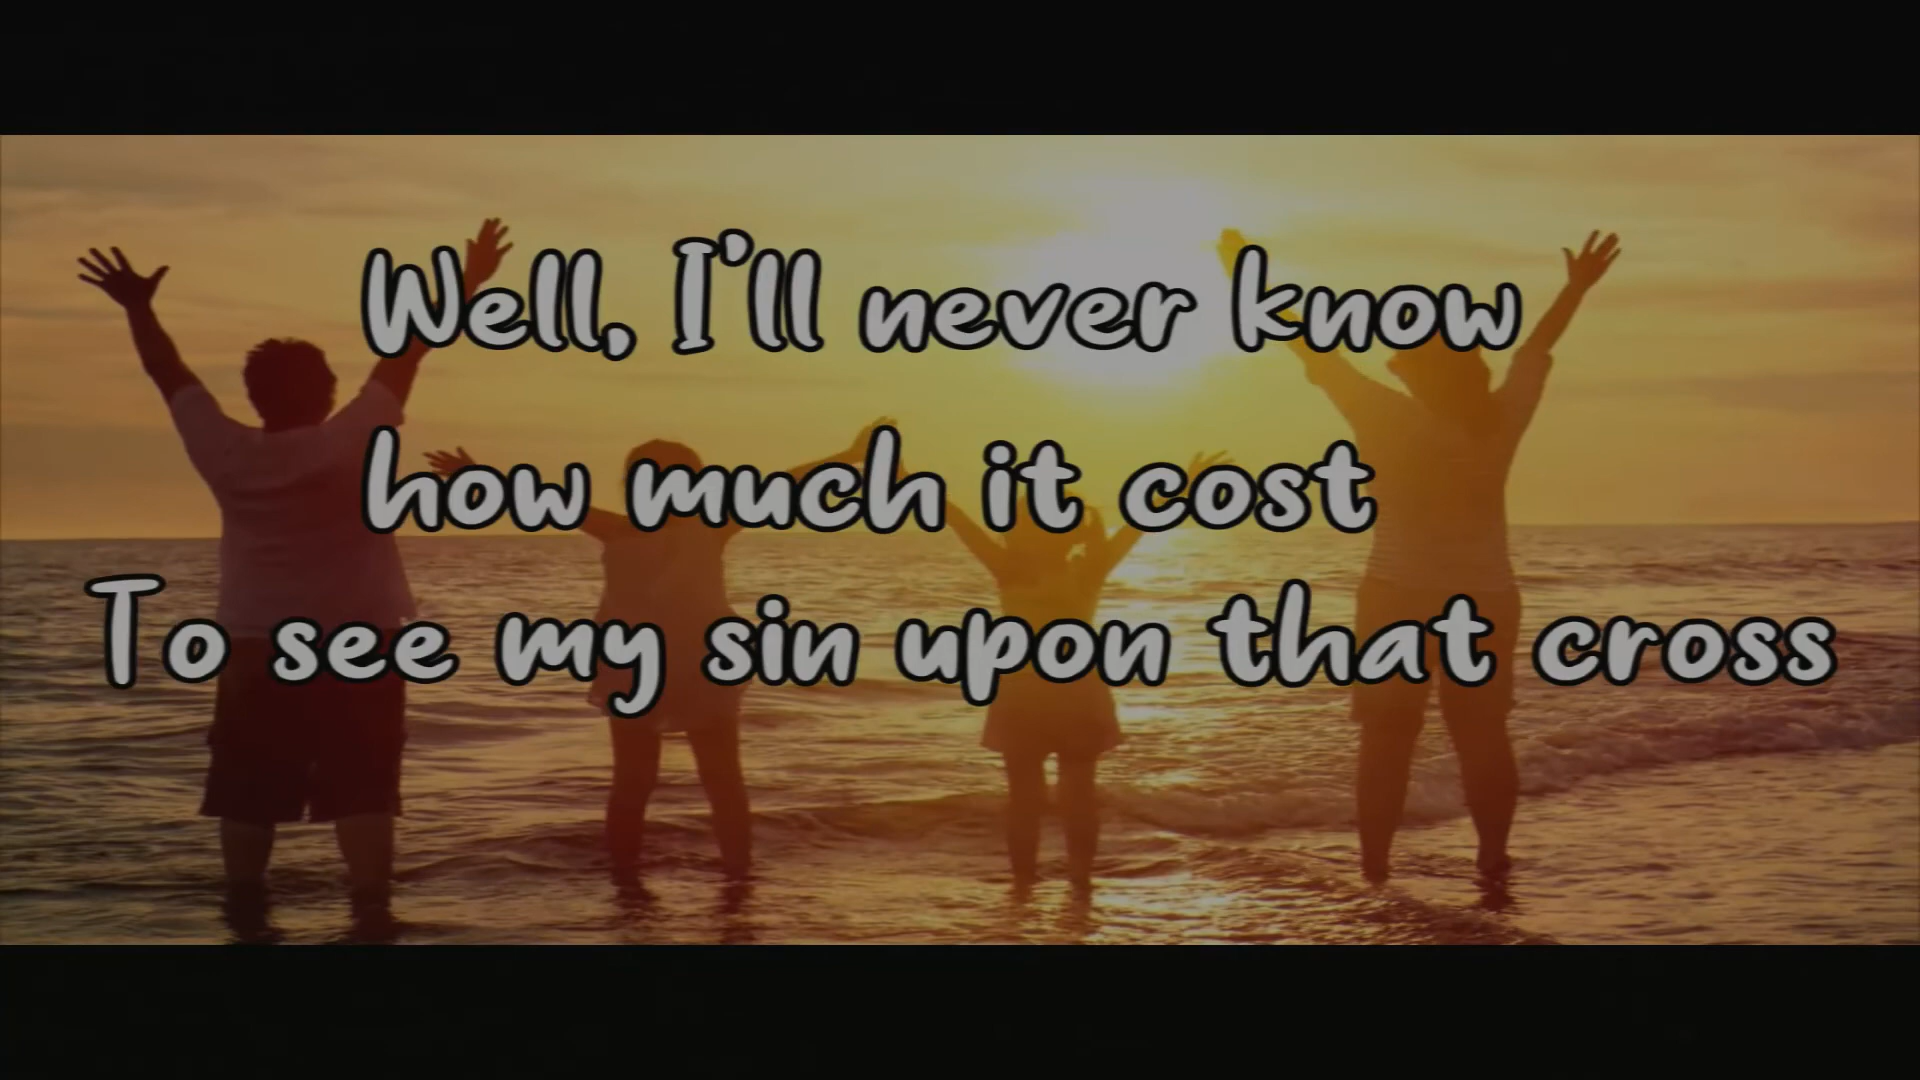 Well, I'll never know
how much it cost
To see my sin upon that cross